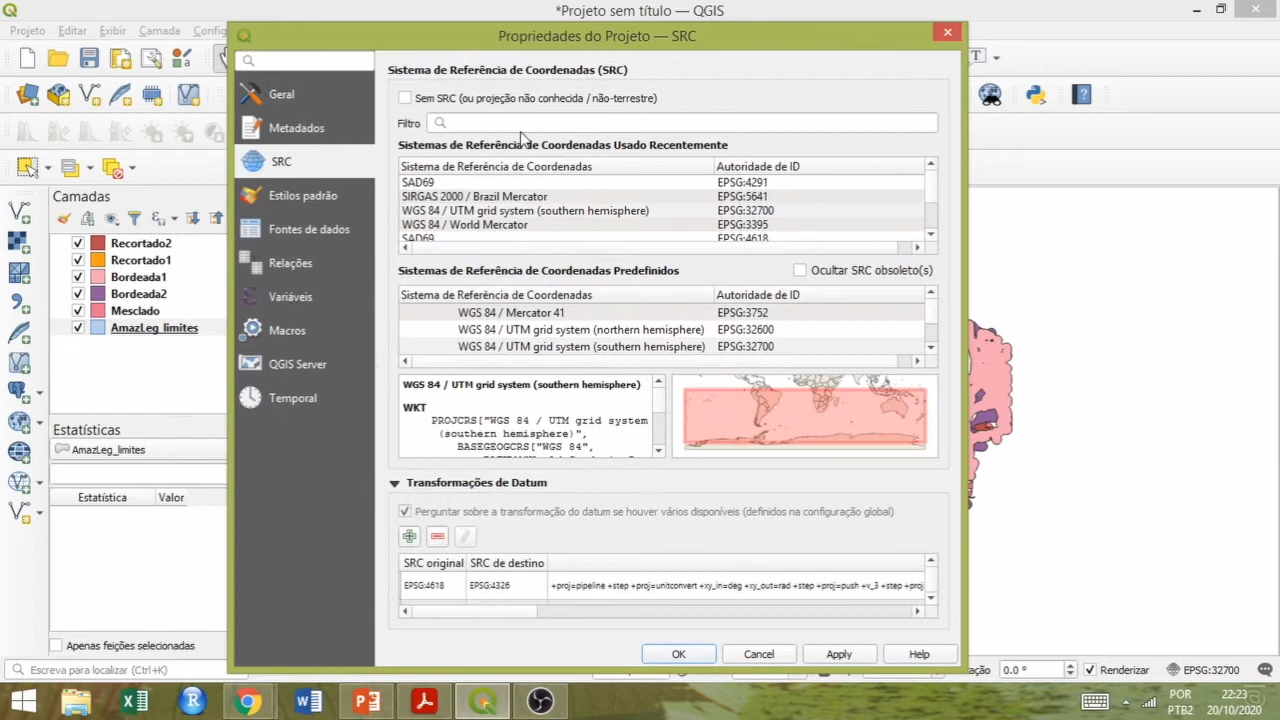 *Projeto sem título — QGIS
Projeto Editar Exibir Camada Config
Propriedades do Projeto — SRC
Geral
Metadados
SRC
Estilos padrão
Fontes de dados
Relações
Variáveis
Macros
QGIS Server
Temporal
Sistema de Referência de Coordenadas (SRC)
Sem SRC (ou projeção não conhecida / não-terrestre)
Filtro
Sistemas de Referência de Coordenadas Usado Recentemente
Sistema de Referência de Coordenadas Autoridade de ID
SAD69 EPSG:4291
SIRGAS 2000 / Brazil Mercator EPSG:5641
WGS 84 / UTM grid system (southern hemisphere) EPSG:32700
WGS 84 / World Mercator EPSG:3395
SAD69 EPSG:4618
Sistemas de Referência de Coordenadas Predefinidos
Ocultar SRC obsoleto(s)
Sistema de Referência de Coordenadas Autoridade de ID
WGS 84 / Mercator 41 EPSG:3752
WGS 84 / UTM grid system (northern hemisphere) EPSG:32600
WGS 84 / UTM grid system (southern hemisphere) EPSG:32700
WGS 84 / UTM grid system (southern hemisphere)
WKT
PROJCRS["WGS 84 / UTM grid system
(southern hemisphere)",
BASEGEOGCRS["WGS 84",
Transformações de Datum
Perguntar sobre a transformação do datum se houver vários disponíveis (definidos na configuração global)
SRC original SRC de destino
EPSG:4618 EPSG:4326 +proj=pipeline +step +proj=unitconvert +xy_in=deg +xy_out=rad +step +proj=push +v_3 +step +proj
OK Cancel Apply Help
Camadas
Recortado2
Recortado1
Bordeada1
Bordeada2
Mesclado
AmazLeg_limites
Estatísticas
AmazLeg_limites
Estatística Valor
Apenas feições selecionadas
Escreva para localizar (Ctrl+K)
ação 0.0 ° Renderizar EPSG:32700
POR
PTB2
22:23
20/10/2020